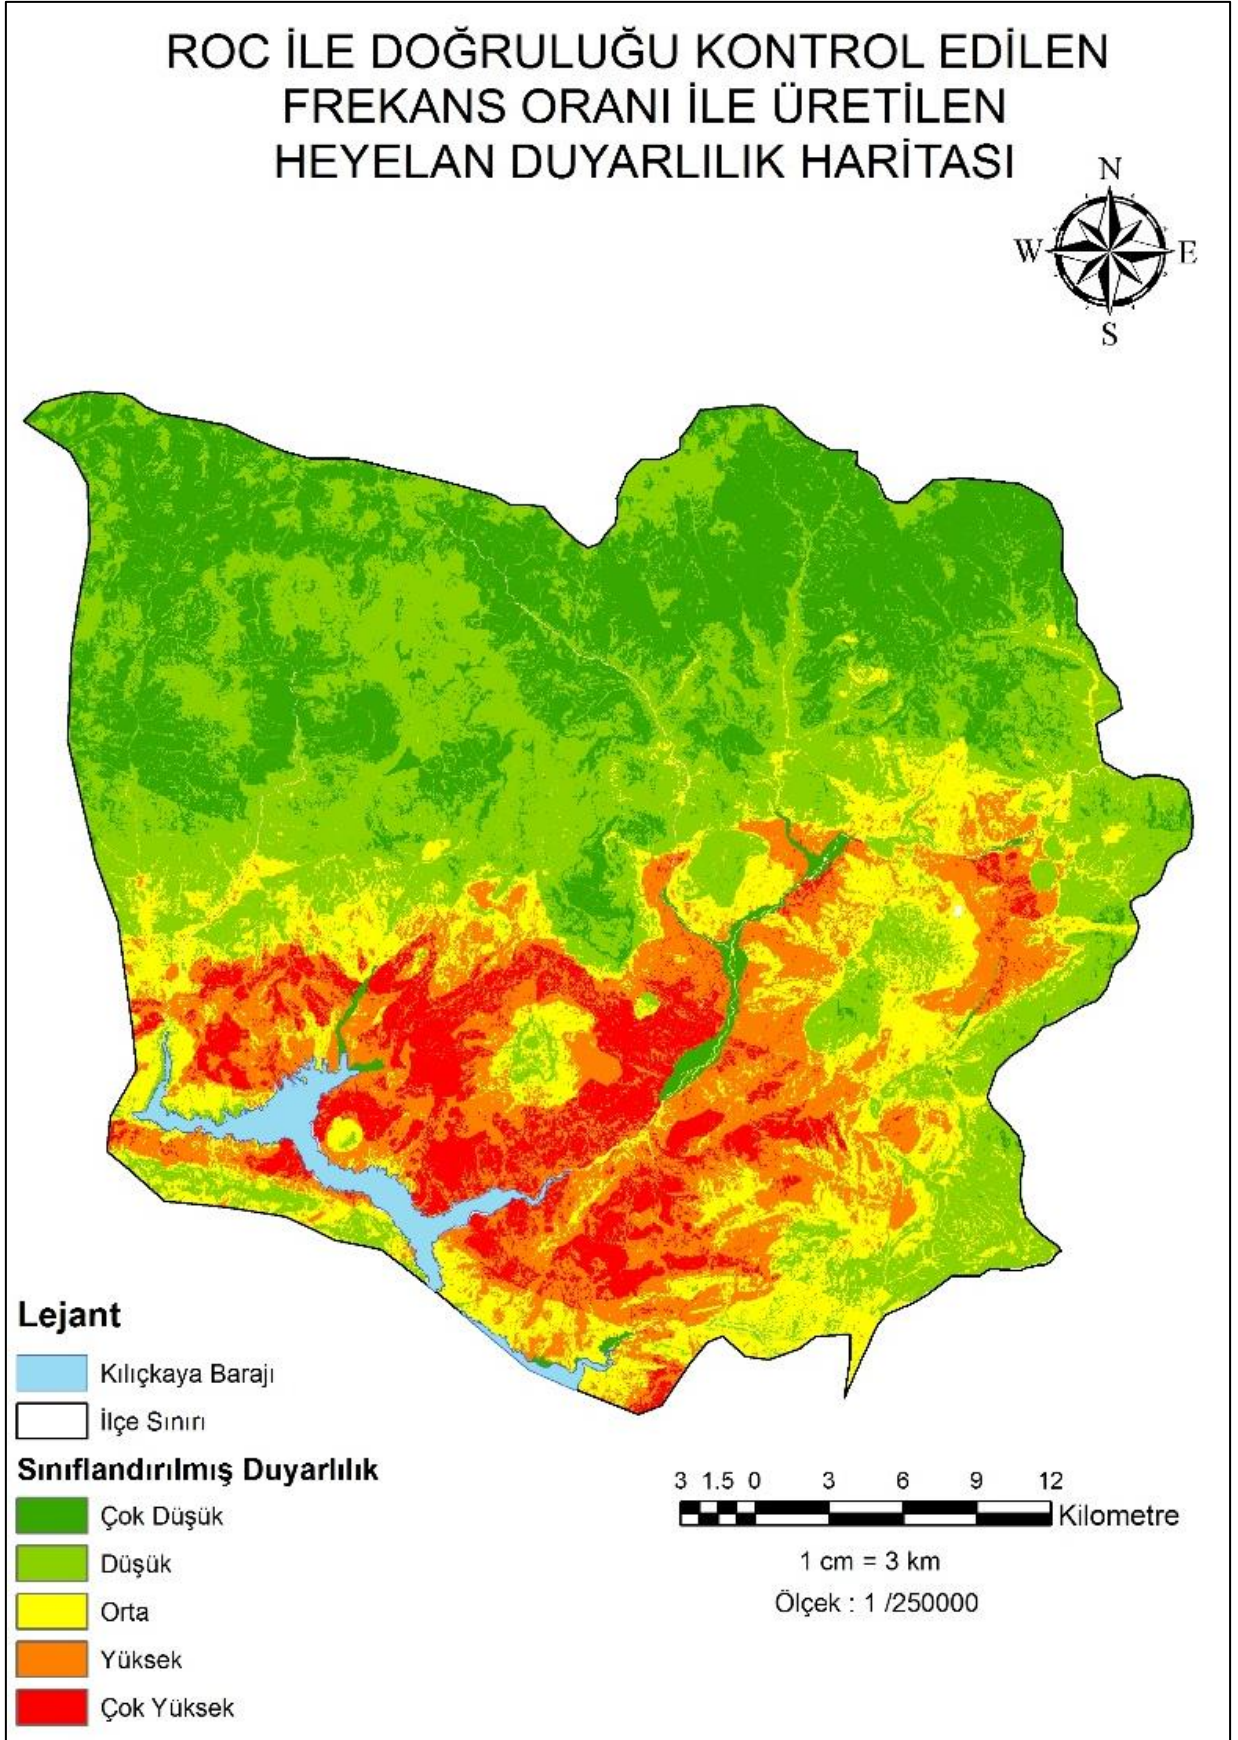 ROC İLE DOĞRULUĞU KONTROL EDİLEN
FREKANS ORANI İLE ÜRETİLEN
HEYELAN DUYARLILIK HARİTASI
N
W E
S
Lejant
Kılıçkaya Barajı
İlçe Sınırı
Sınıflandırılmış Duyarlılık
Çok Düşük
Düşük
Orta
Yüksek
Çok Yüksek
3 1.5 0 3 6 9 12
Kilometre
1 cm = 3 km
Ölçek : 1 /250000